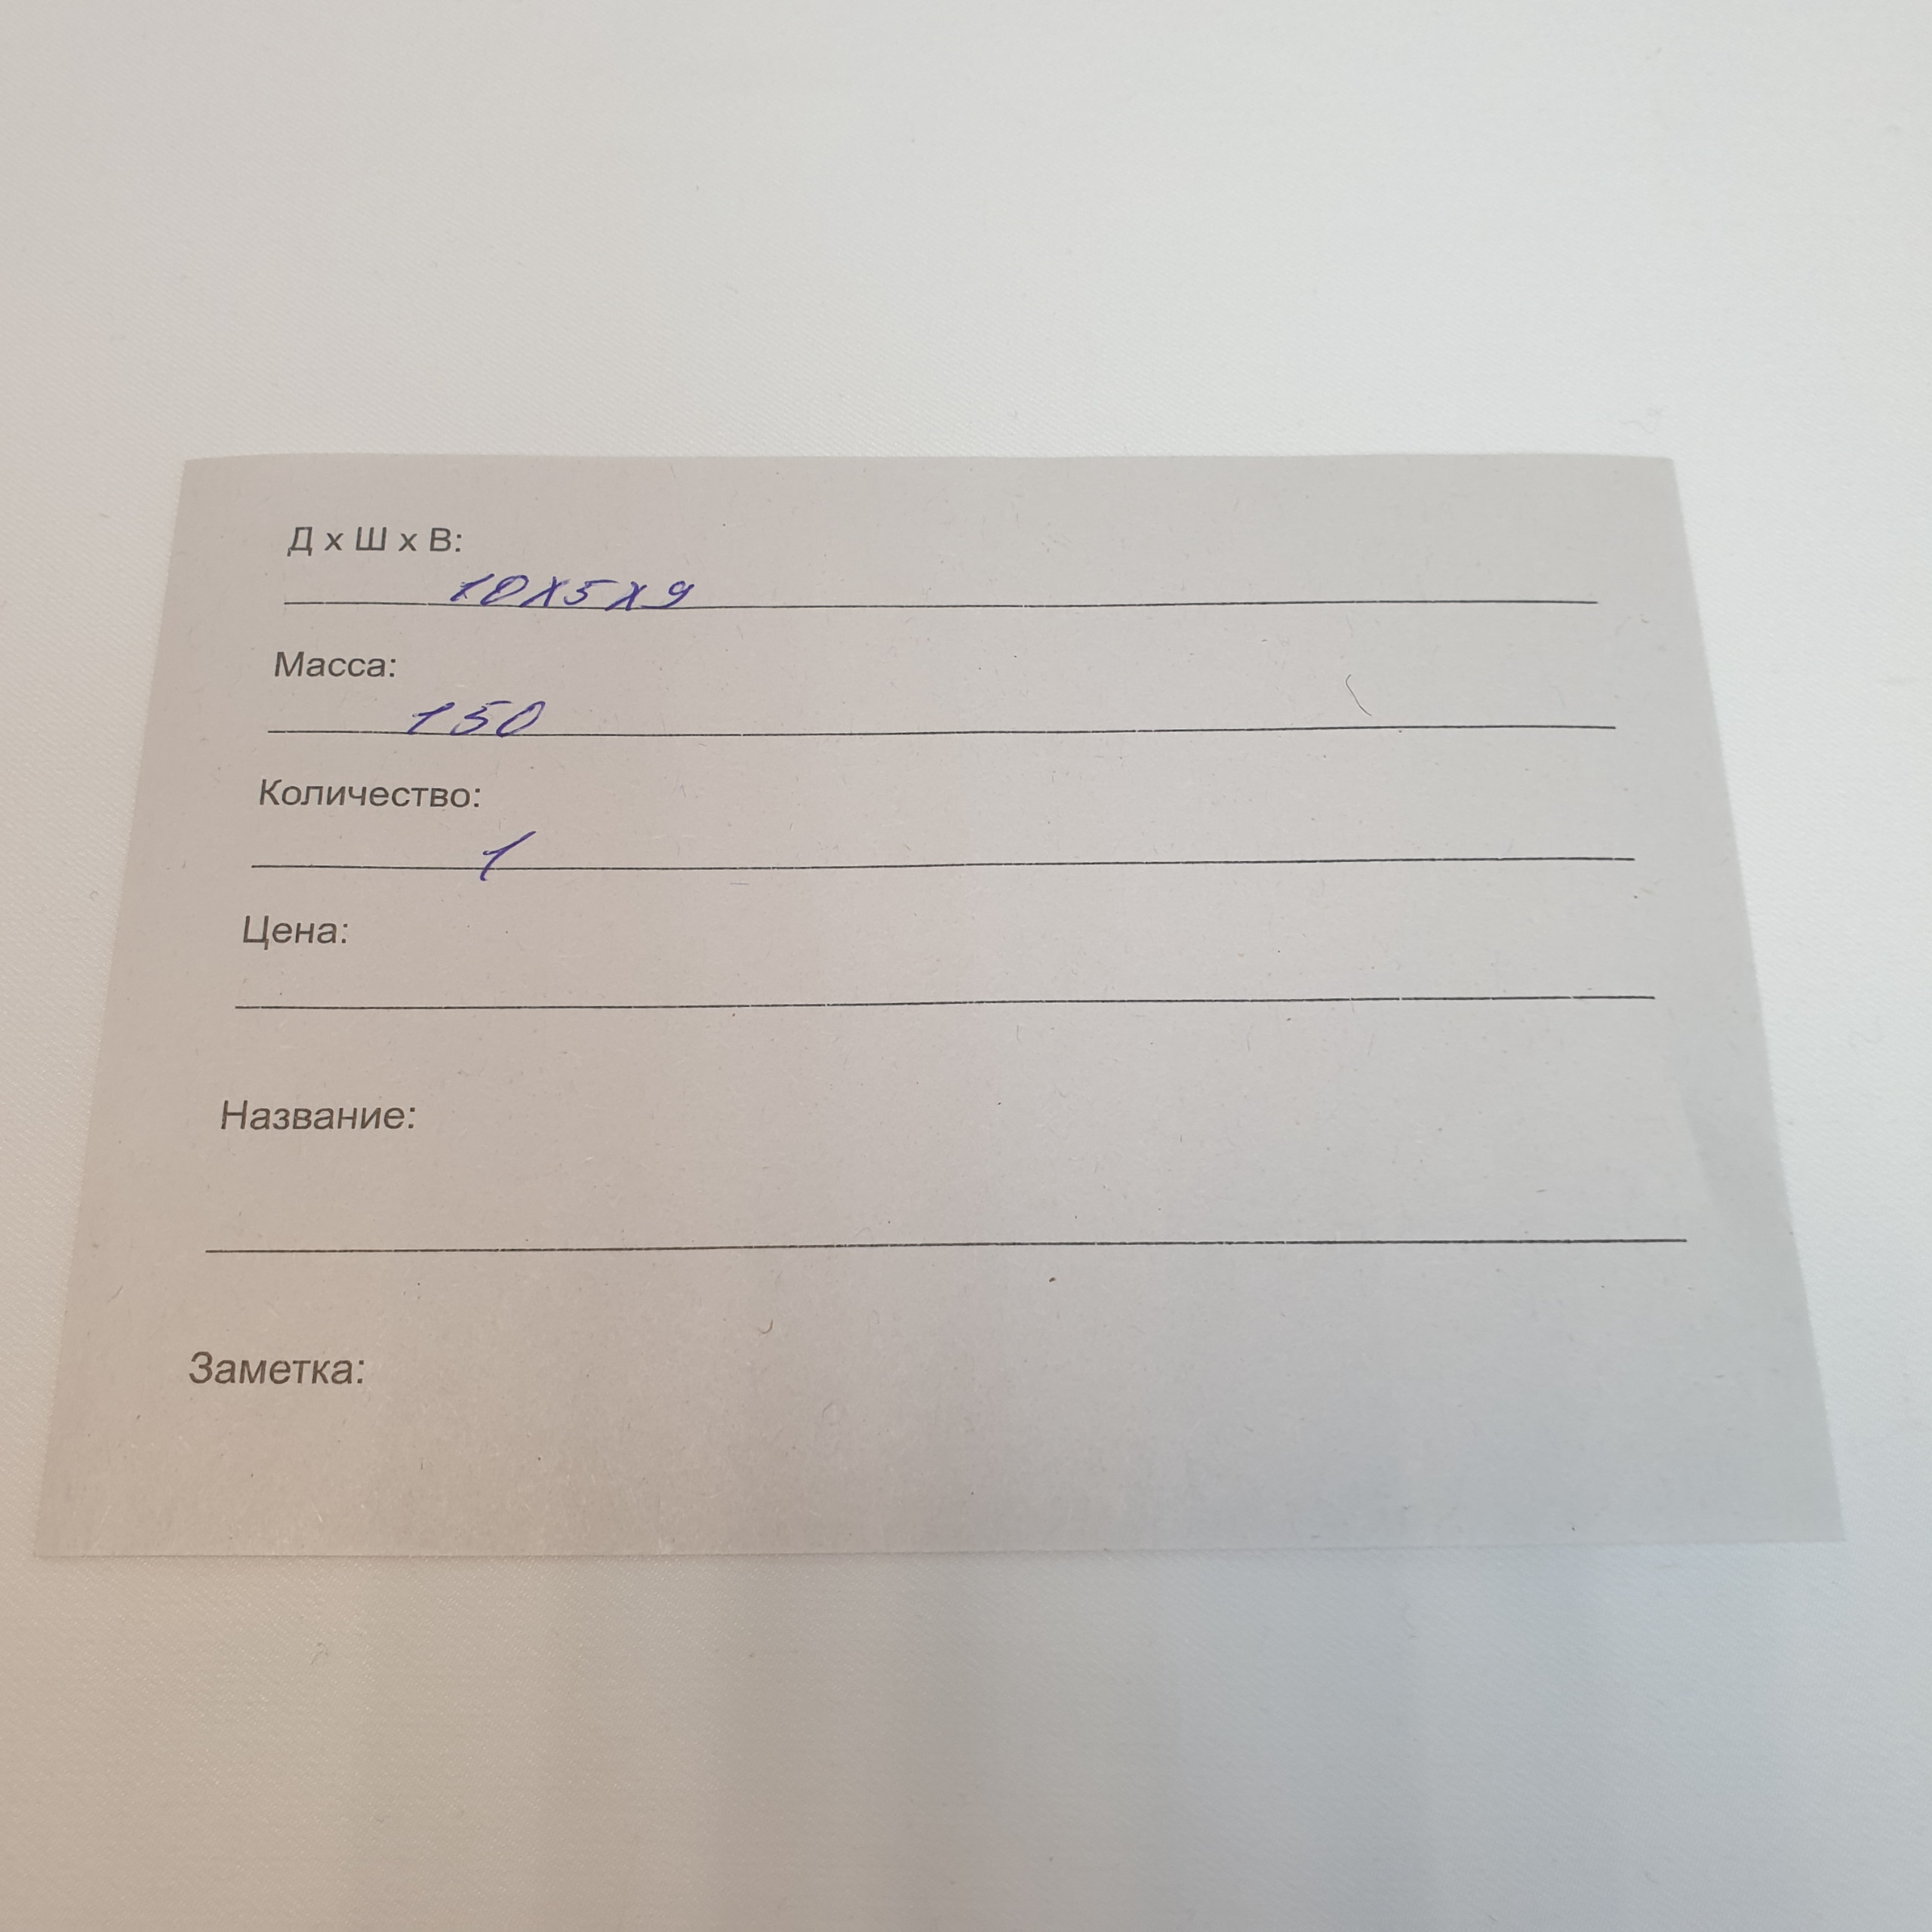 Д х Ш х В:
10х5х9
Масса:
150
Количество:
1
Цена:
Название:
Заметка: